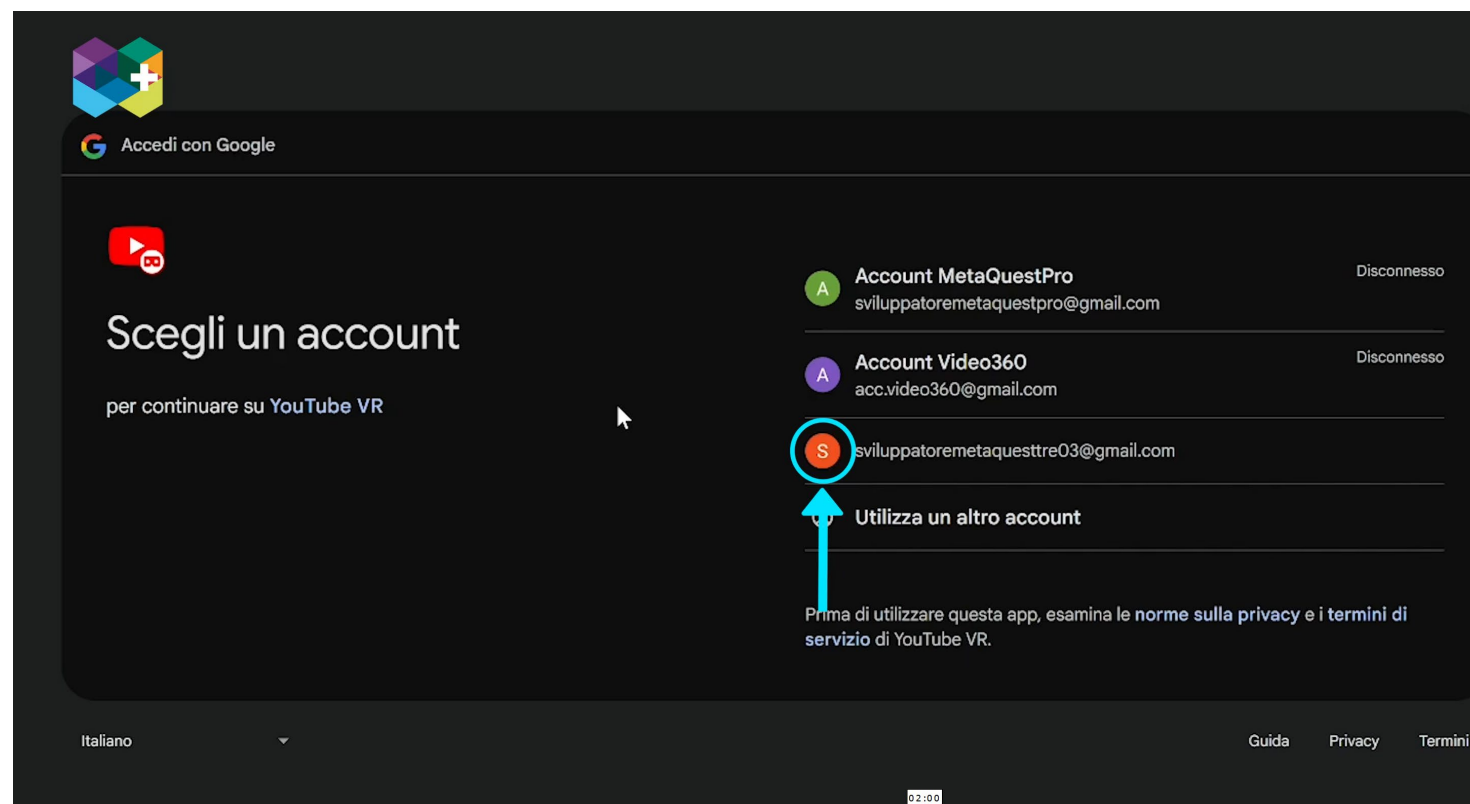 Accedi con Google
Scegli un account
per continuare su YouTube VR
A
Account MetaQuestPro
Disconnesso
sviluppatoremetaquestpro@gmail.com
A
Account Video360
Disconnesso
acc.video360@gmail.com
S
sviluppatoremetaquesttre03@gmail.com
Utilizza un altro account
Prima di utilizzare questa app, esamina le norme sulla privacy e i termini di
servizio di YouTube VR.
Italiano
Guida
Privacy
Termini
02:00